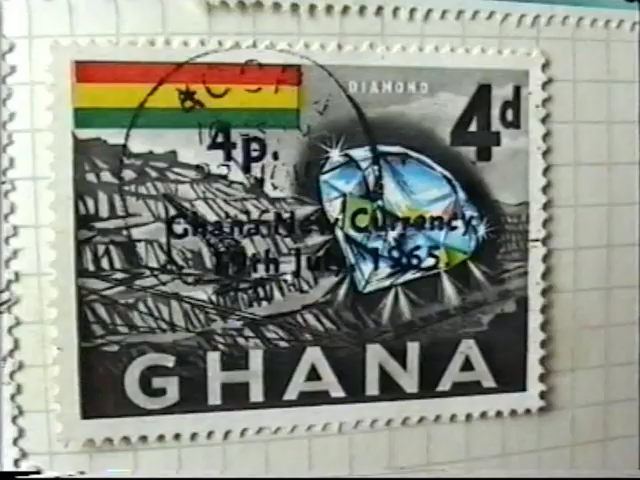 DIAMOND
4d
4p.
Ghana New Currency
19th July 1965.
GHANA